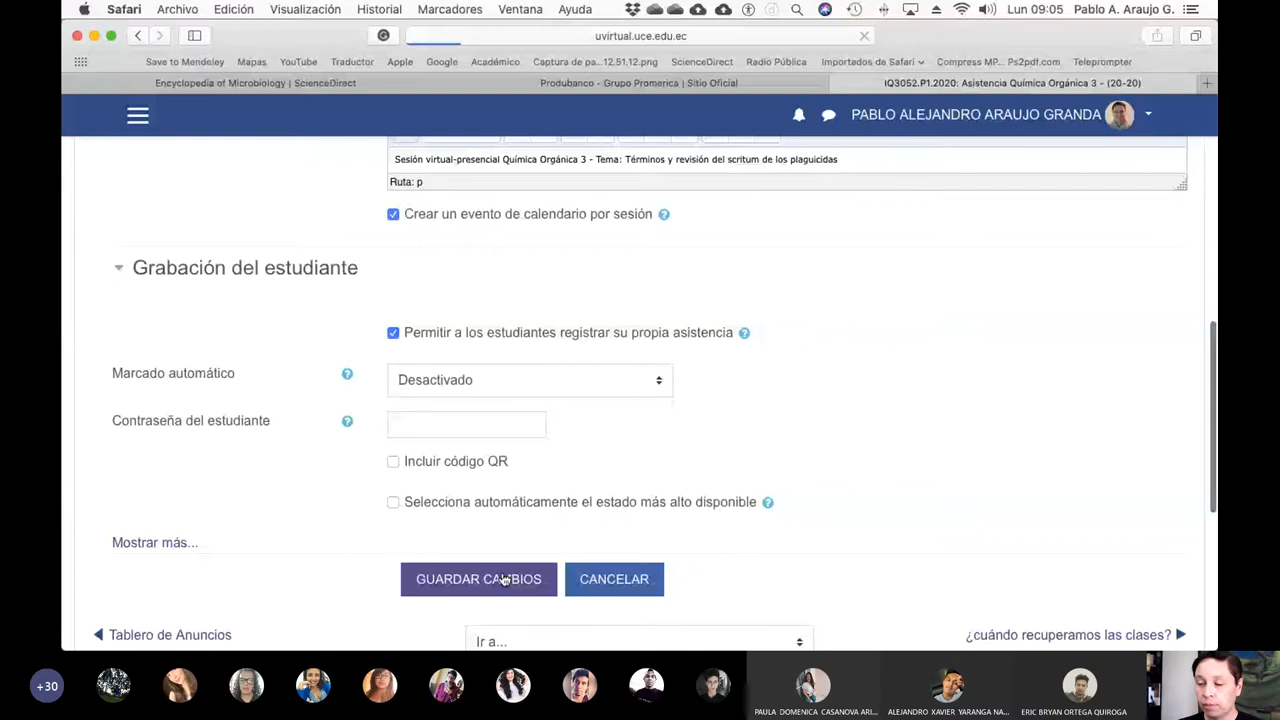 Safari Archivo Edición Visualización Historial Marcadores Ventana Ayuda Lun 09:05 Pablo A. Araujo G.
uvirtual.uce.edu.ec
Save to Mendeley Mapas YouTube Traductor Apple Google Académico Captura de pa...12.51.12.png ScienceDirect Radio Pública Importados de Safari Compress MP... Ps2pdf.com Teleprompter
Encyclopedia of Microbiology | ScienceDirect Produbanco - Grupo Promerica | Sitio Oficial IQ3052.P1.2020: Asistencia Química Orgánica 3 - (20-20)
PABLO ALEJANDRO ARAUJO GRANDA
Sesión virtual-presencial Química Orgánica 3 - Tema: Términos y revisión del scritum de los plaguicidas
Ruta: p
Crear un evento de calendario por sesión
Grabación del estudiante
Permitir a los estudiantes registrar su propia asistencia
Marcado automático Desactivado
Contraseña del estudiante
Incluir código QR
Selecciona automáticamente el estado más alto disponible
Mostrar más...
GUARDAR CAMBIOS CANCELAR
Tablero de Anuncios Ir a... ¿cuándo recuperamos las clases?
+30
PAULA DOMENICA CASANOVA ARI... ALEJANDRO XAVIER YARANGA NA... ERIC BRYAN ORTEGA QUIROGA